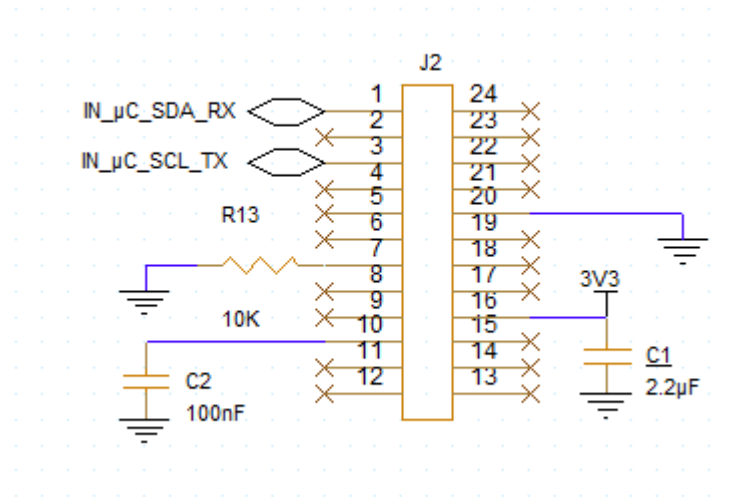 J2
1 24
IN_µC_SDA_RX
2 23
3 22
IN_µC_SCL_TX
4 21
5 20
R13
6 19
7 18
8 17
3V3
9 16
10K
10 15
11 14
C1
12 13
C2
2.2µF
100nF